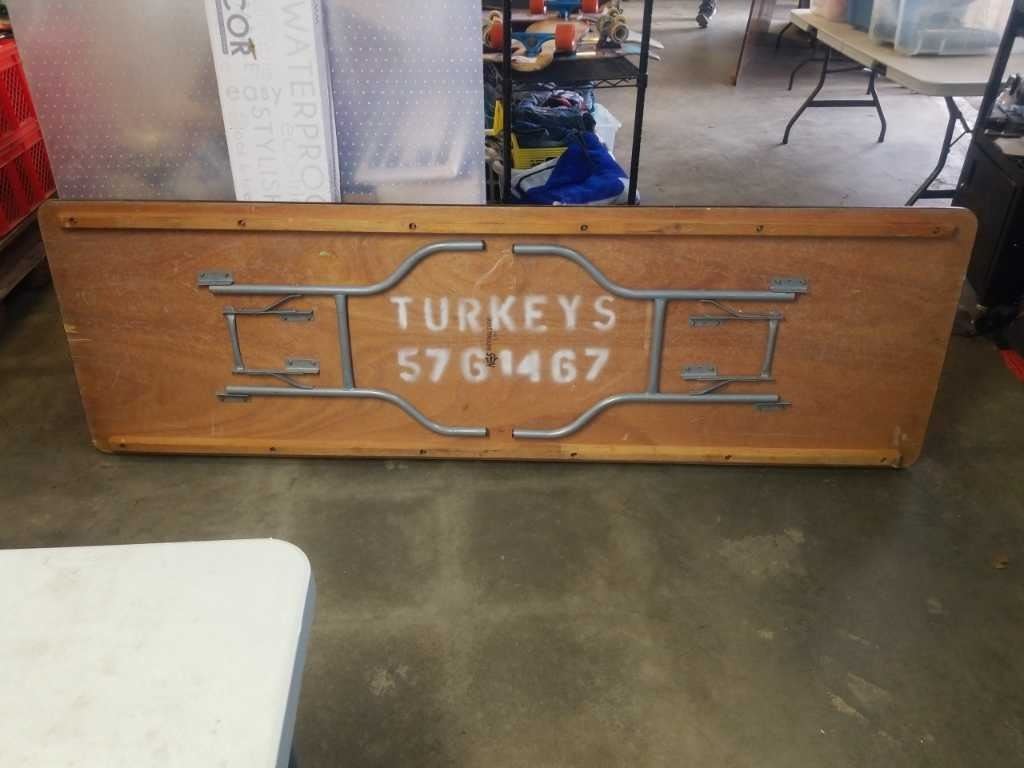 COR
easy
STYLISH
WATERPROO
TURKEYS
5761467